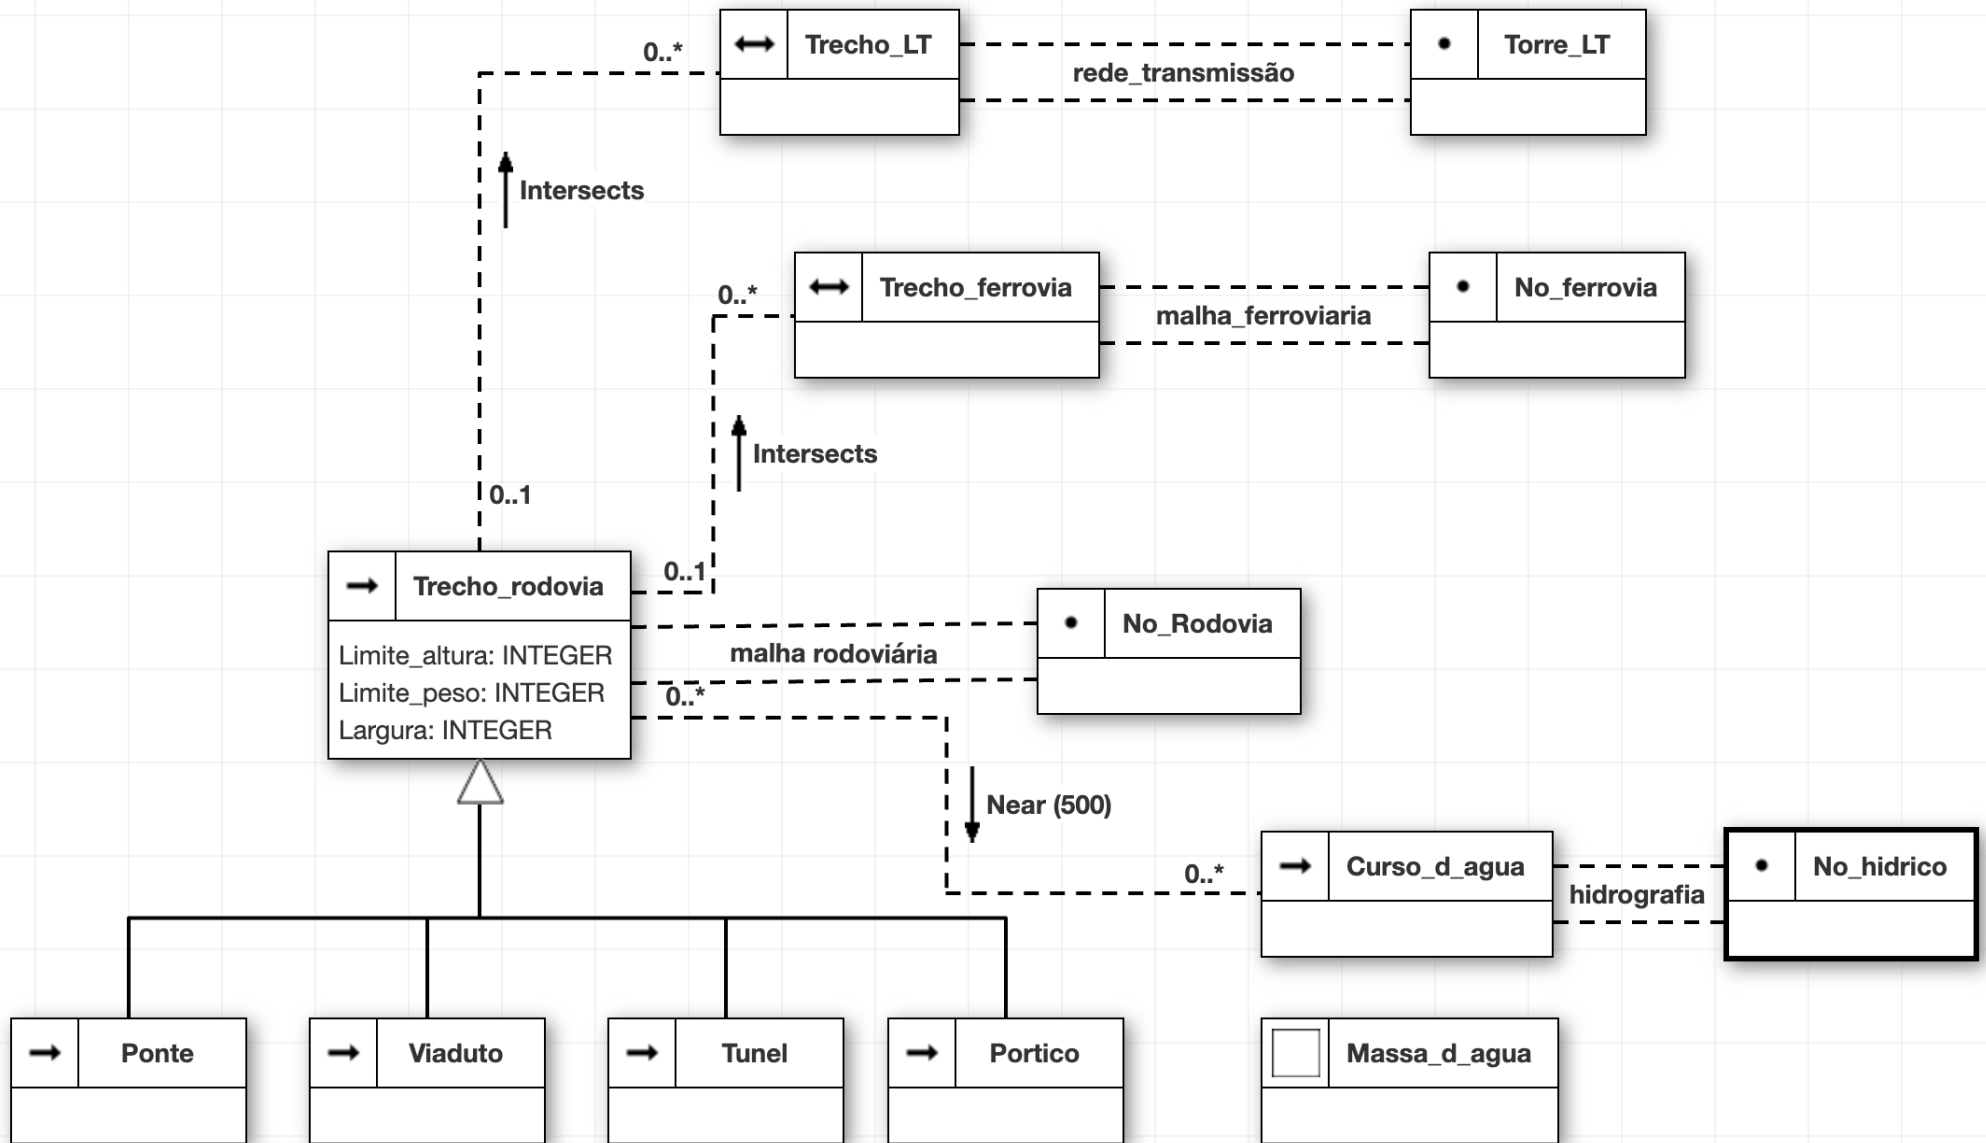 0..*
Trecho_LT
rede_transmissão
Torre_LT
Intersects
0..*
Trecho_ferrovia
malha_ferroviaria
No_ferrovia
Intersects
0..1
0..1
Trecho_rodovia
Limite_altura: INTEGER
Limite_peso: INTEGER
Largura: INTEGER
malha rodoviária
No_Rodovia
0..*
Near (500)
0..*
Curso_d_agua
hidrografia
No_hidrico
Ponte
Viaduto
Tunel
Portico
Massa_d_agua